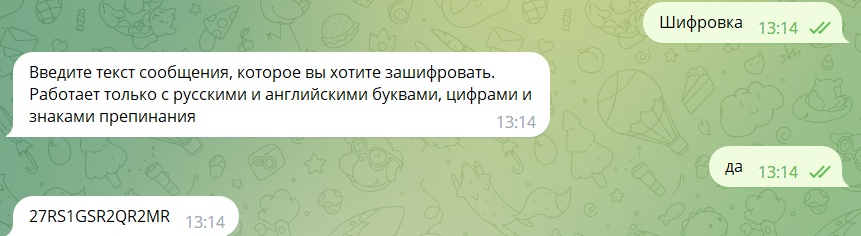 Шифровка 13:14
Введите текст сообщения, которое вы хотите зашифровать.
Работает только с русскими и английскими буквами, цифрами и
знаками препинания 13:14
да 13:14
27RS1GSR2QR2MR 13:14